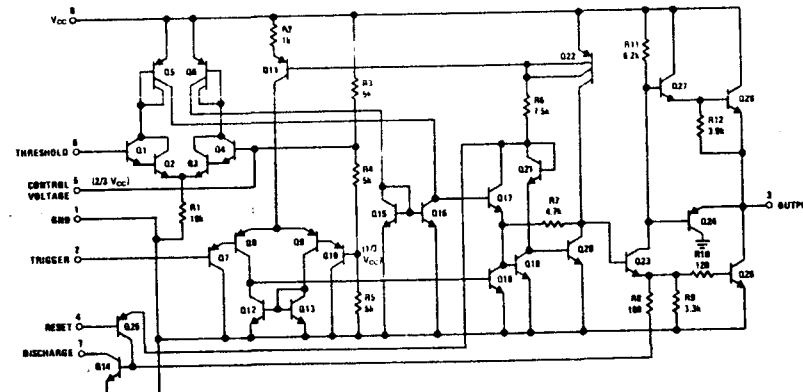 8
VCC
R2
1k
Q5
Q6
Q11
Q22
R11
6.2k
Q27
Q28
R3
5k
R6
7.5k
R12
3.9k
THRESHOLD
6
Q1
Q2
Q3
Q4
Q21
CONTROL
VOLTAGE
5
(2/3 VCC)
R4
5k
Q17
R1
10k
GND
1
Q15
Q16
R7
4.7k
Q24
3
OUTPUT
TRIGGER
2
Q7
Q8
Q9
Q10
(1/3
VCC)
Q18
Q19
Q20
Q23
R10
120
Q12
Q13
R5
5k
R8
100
R9
3.3k
RESET
4
Q25
DISCHARGE
7
Q14